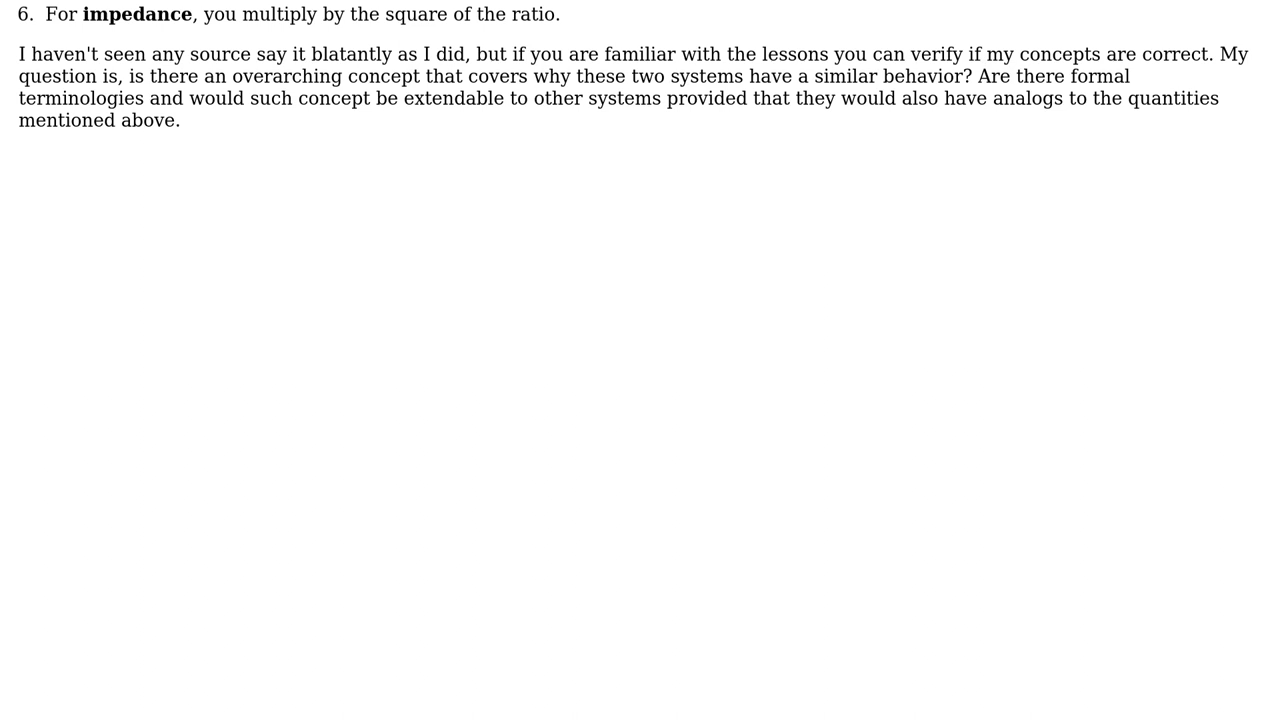 6. For impedance, you multiply by the square of the ratio.
I haven't seen any source say it blatantly as I did, but if you are familiar with the lessons you can verify if my concepts are correct. My
question is, is there an overarching concept that covers why these two systems have a similar behavior? Are there formal
terminologies and would such concept be extendable to other systems provided that they would also have analogs to the quantities
mentioned above.